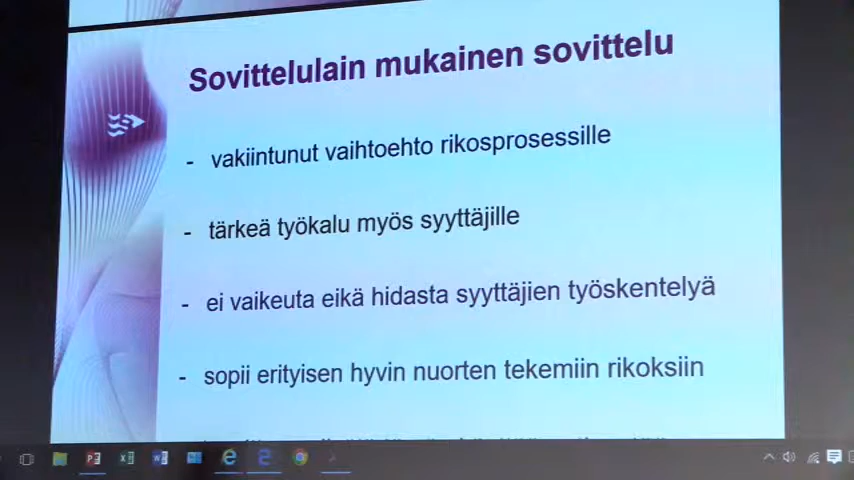 Sovittelulain mukainen sovittelu
- vakiintunut vaihtoehto rikosprosessille
- tärkeä työkalu myös syyttäjille
- ei vaikeuta eikä hidasta syyttäjien työskentelyä
- sopii erityisen hyvin nuorten tekemiin rikoksiin